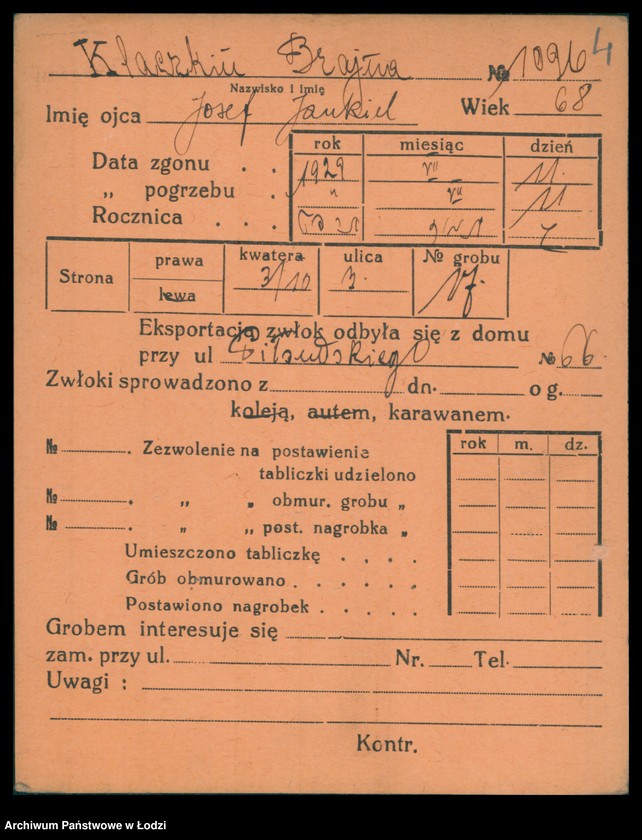 Klaczkin Brajna № 1096 4
Nazwisko i imię
Imię ojca Josef Jankiel Wiek 68
rok miesiąc dzień
Data zgonu . . 1929 VII 11.
„ pogrzebu . " VII 11
Rocznica . . .
Strona prawa lewa kwatera 3/10 ulica 3. № grobu 17.
Eksportacja zwłok odbyła się z domu
przy ul Piłsudskiego № 66.
Zwłoki sprowadzono z dn. o g.
koleją, autem, karawanem.
rok m. dz.
№ . Zezwolenie na postawienie
tabliczki udzielono
№ . „ „ obmur. grobu „
№ . „ „ post. nagrobka „
Umieszczono tabliczkę . . . .
Grób obmurowano . . . . .
Postawiono nagrobek . . . .
Grobem interesuje się
zam. przy ul. Nr. Tel.
Uwagi :
Kontr.
Archiwum Państwowe w Łodzi